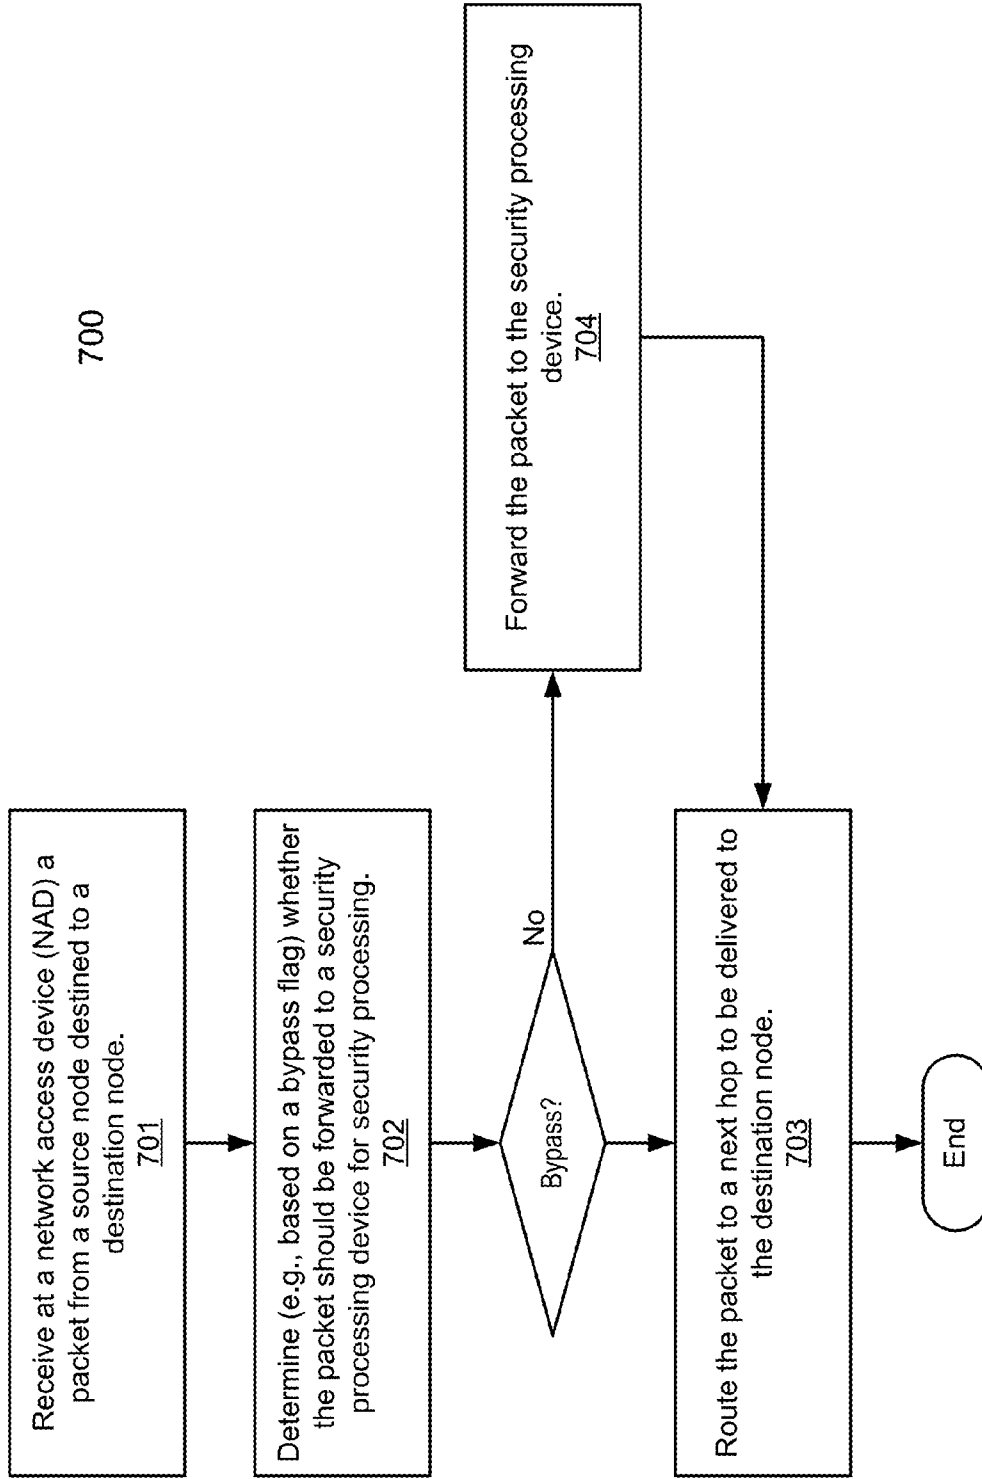 700
Receive at a network access device (NAD) a
packet from a source node destined to a
destination node.
701
Determine (e.g., based on a bypass flag) whether
the packet should be forwarded to a security
processing device for security processing.
702
Bypass?
No
Forward the packet to the security processing
device.
704
Route the packet to a next hop to be delivered to
the destination node.
703
End